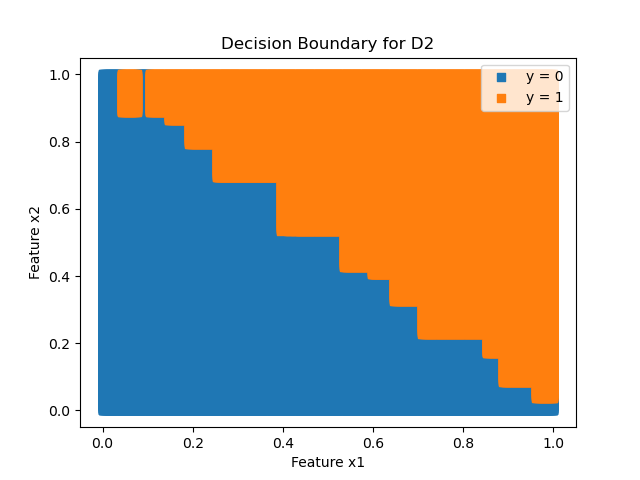 Decision Boundary for D2
y = 0
y = 1
Feature x2
1.0
0.8
0.6
0.4
0.2
0.0
0.0 0.2 0.4 0.6 0.8 1.0
Feature x1